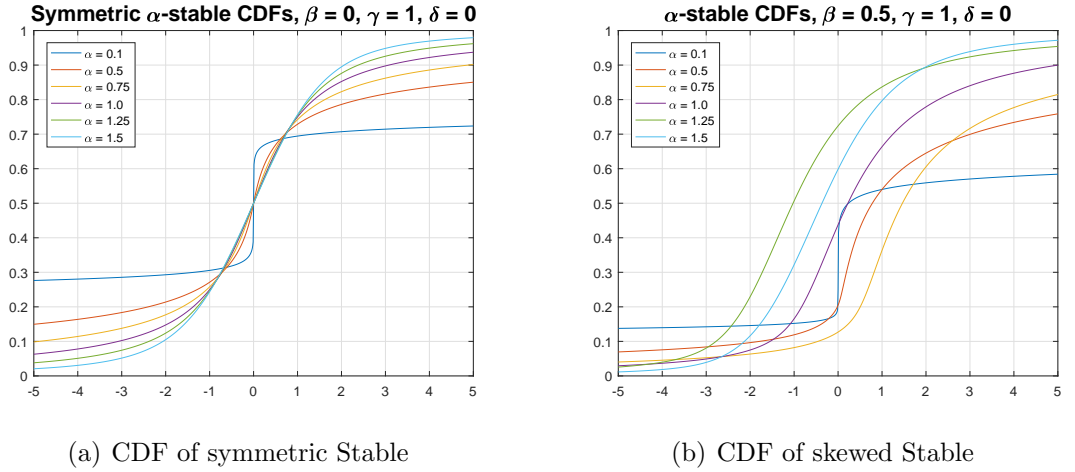 Symmetric α-stable CDFs, β = 0, γ = 1, δ = 0
1
0.9
0.8
0.7
0.6
0.5
0.4
0.3
0.2
0.1
0
α = 0.1
α = 0.5
α = 0.75
α = 1.0
α = 1.25
α = 1.5
-5 -4 -3 -2 -1 0 1 2 3 4 5
(a) CDF of symmetric Stable
α-stable CDFs, β = 0.5, γ = 1, δ = 0
1
0.9
0.8
0.7
0.6
0.5
0.4
0.3
0.2
0.1
0
α = 0.1
α = 0.5
α = 0.75
α = 1.0
α = 1.25
α = 1.5
-5 -4 -3 -2 -1 0 1 2 3 4 5
(b) CDF of skewed Stable